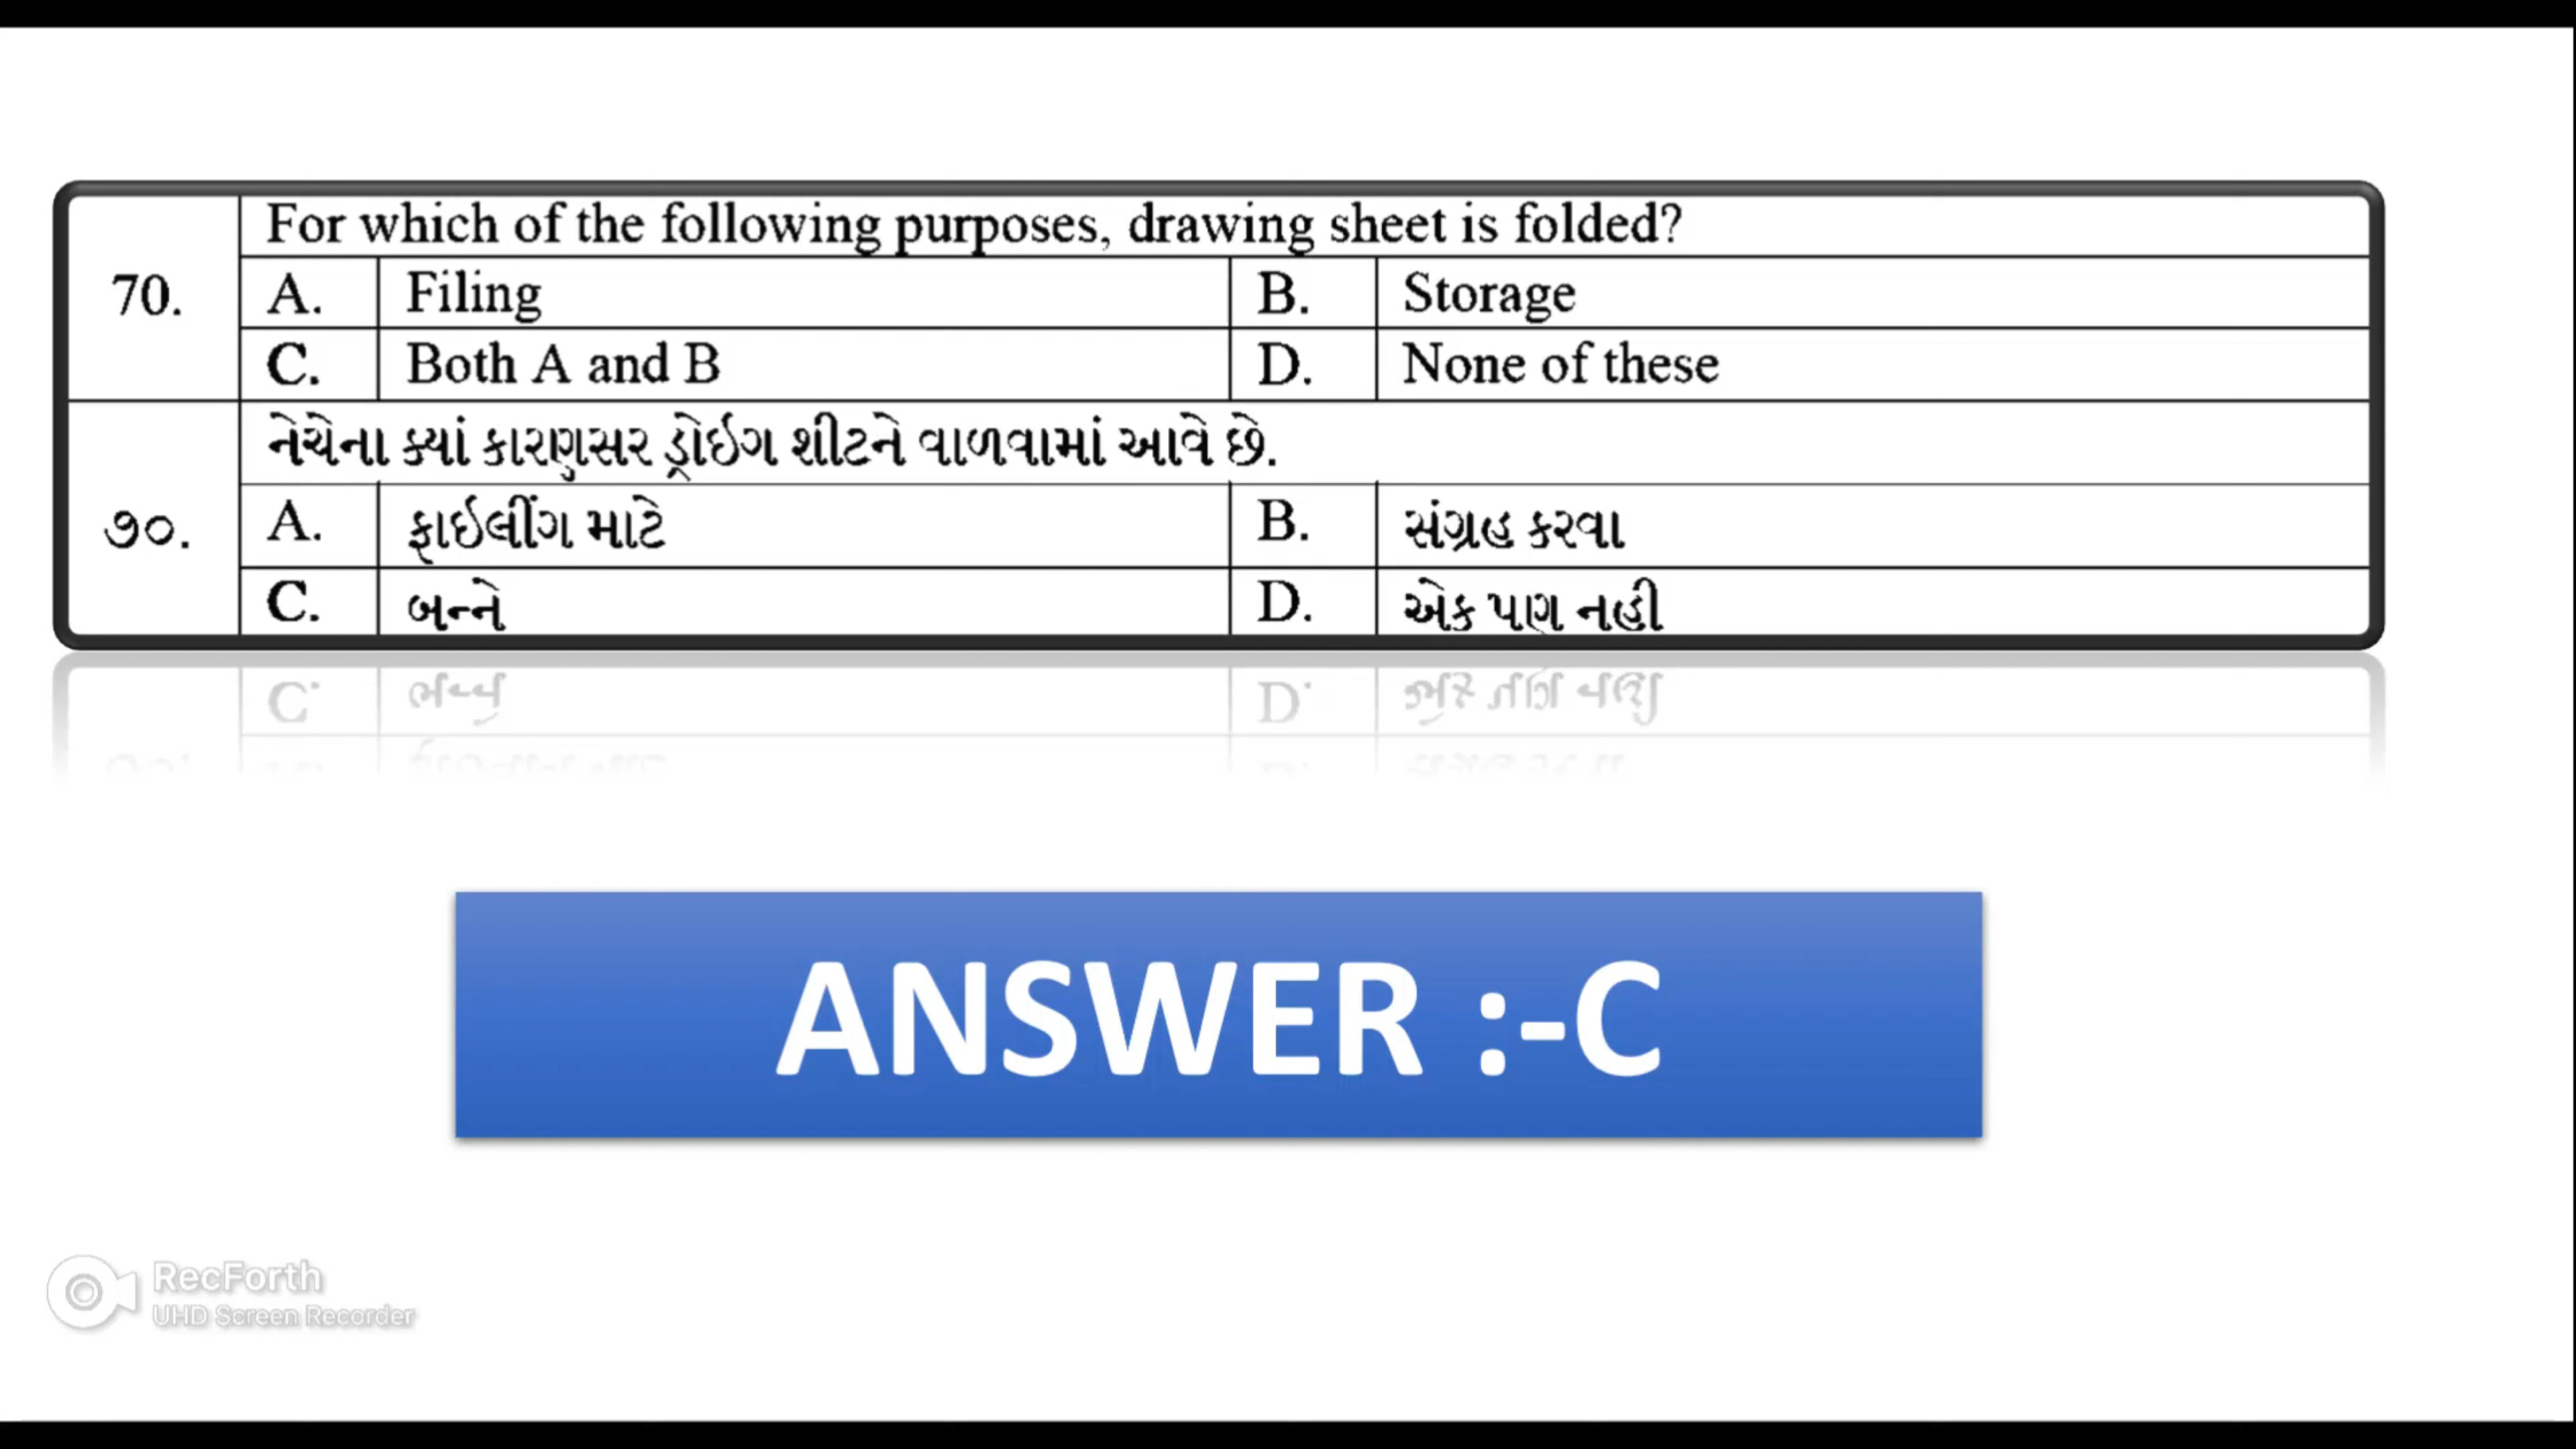 For which of the following purposes, drawing sheet is folded?
70.
A. Filing B. Storage
C. Both A and B D. None of these
નેચેના ક્યાં કારણુસર ડ્રોઇંગ શીટને વાળવામાં આવે છે.
૭૦.
A. ફાઇલીંગ માટે B. સંગ્રહ કરવા
C. બન્ને D. એક પણ નહી
ANSWER :-C
RecForth
UHD Screen Recorder